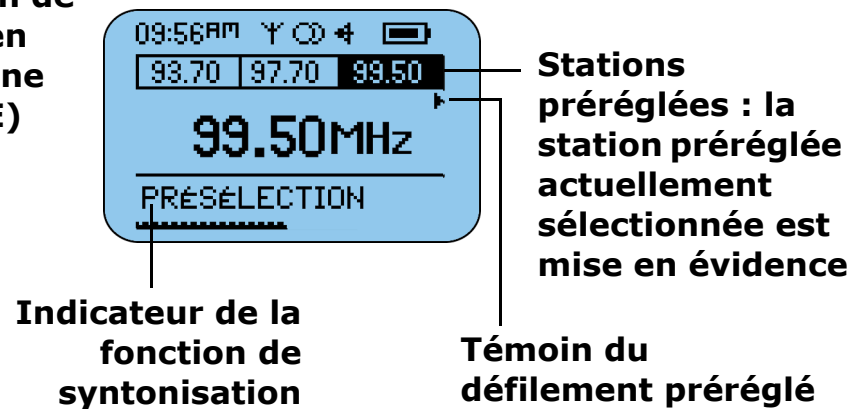 n de
en
ne
E)
09:56AM
93.70 97.70 99.50
99.50MHz
PRÉSÉLECTION
Stations
préréglées : la
station préréglée
actuellement
sélectionnée est
mise en évidence
Indicateur de la
fonction de
syntonisation
Témoin du
défilement préréglé